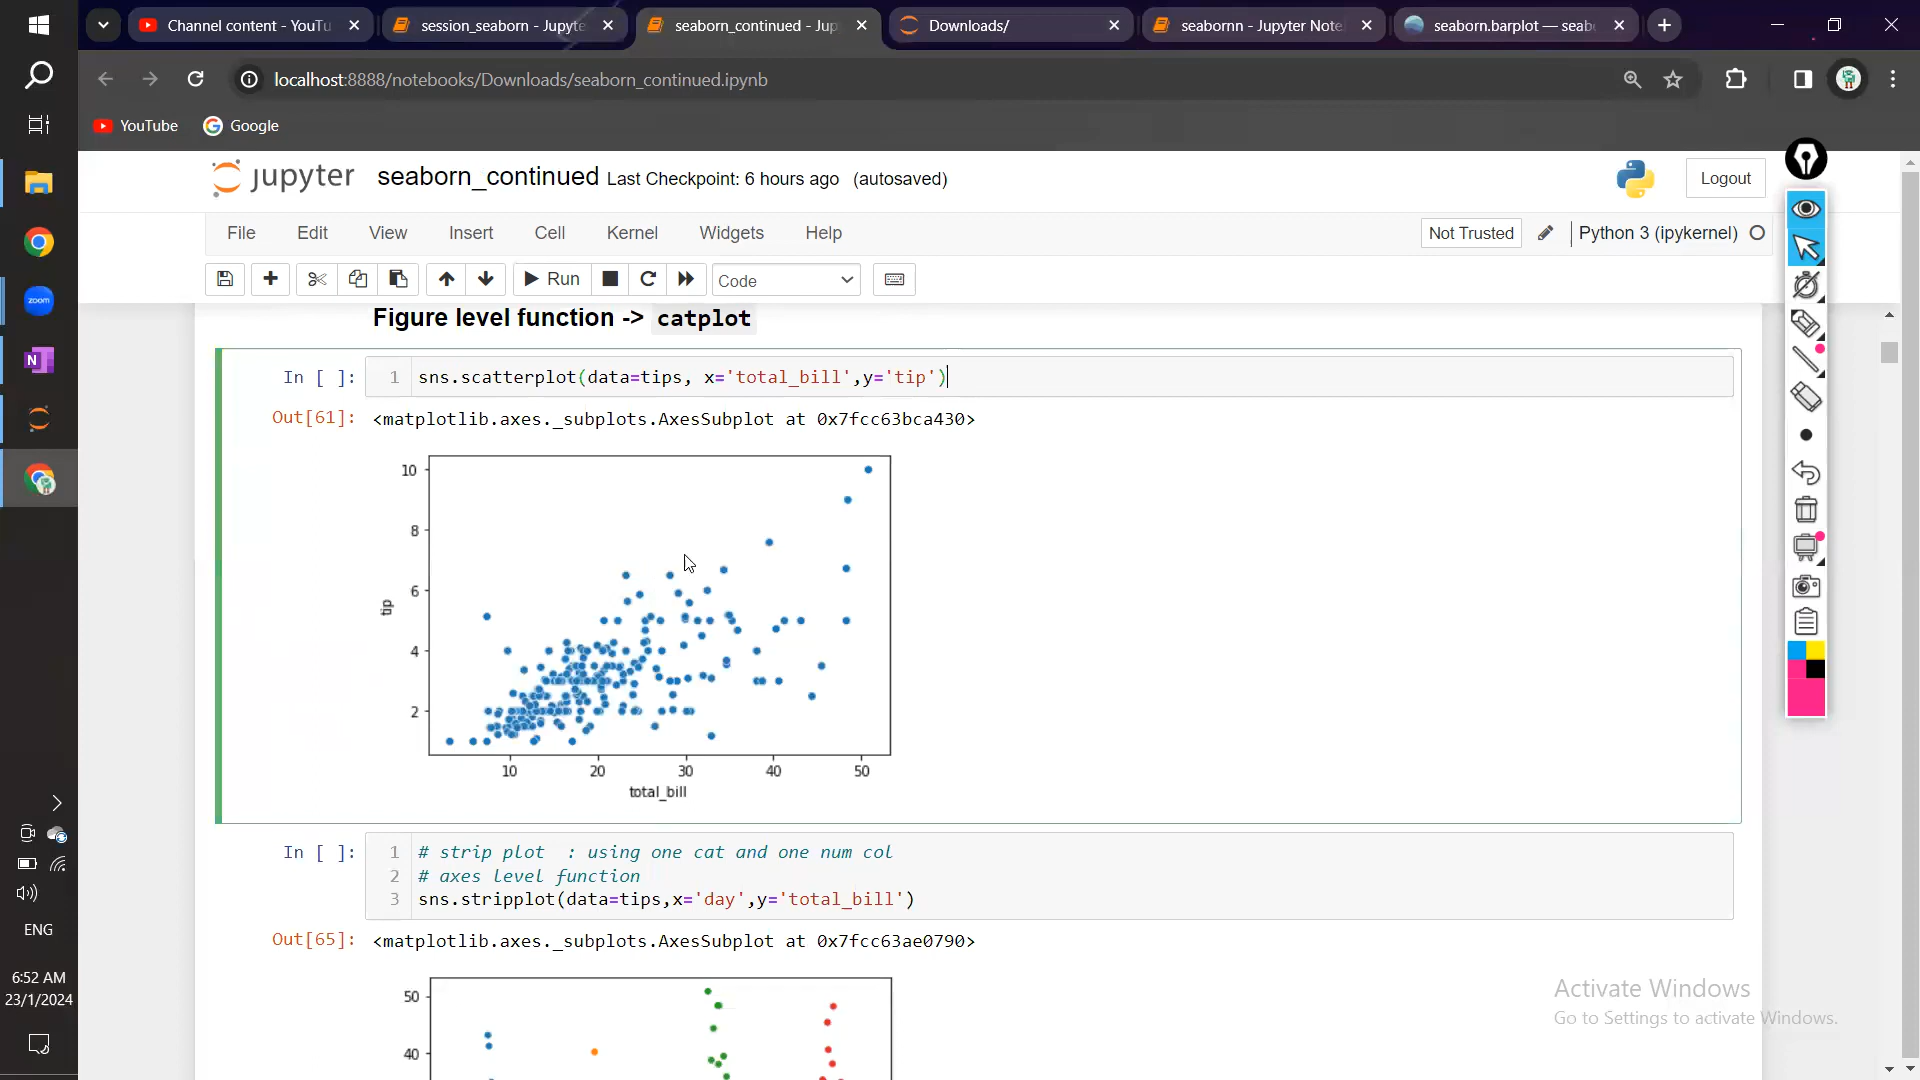 Channel content - YouTu
session_seaborn - Jupyte
seaborn_continued - Jup
Downloads/
seabornn - Jupyter Note
seaborn.barplot — seab
localhost:8888/notebooks/Downloads/seaborn_continued.ipynb
YouTube
Google
jupyter
seaborn_continued Last Checkpoint: 6 hours ago (autosaved)
Logout
File Edit View Insert Cell Kernel Widgets Help
Not Trusted
Python 3 (ipykernel)
Run
Code
zoom
N
Figure level function -> catplot
In [ ]:
1 sns.scatterplot(data=tips, x='total_bill',y='tip')
Out[61]:
<matplotlib.axes._subplots.AxesSubplot at 0x7fcc63bca430>
10
8
6
4
2
tip
10 20 30 40 50
total_bill
In [ ]:
1 # strip plot : using one cat and one num col
2 # axes level function
3 sns.stripplot(data=tips,x='day',y='total_bill')
Out[65]:
<matplotlib.axes._subplots.AxesSubplot at 0x7fcc63ae0790>
50
40
ENG
6:52 AM
23/1/2024
Activate Windows
Go to Settings to activate Windows.